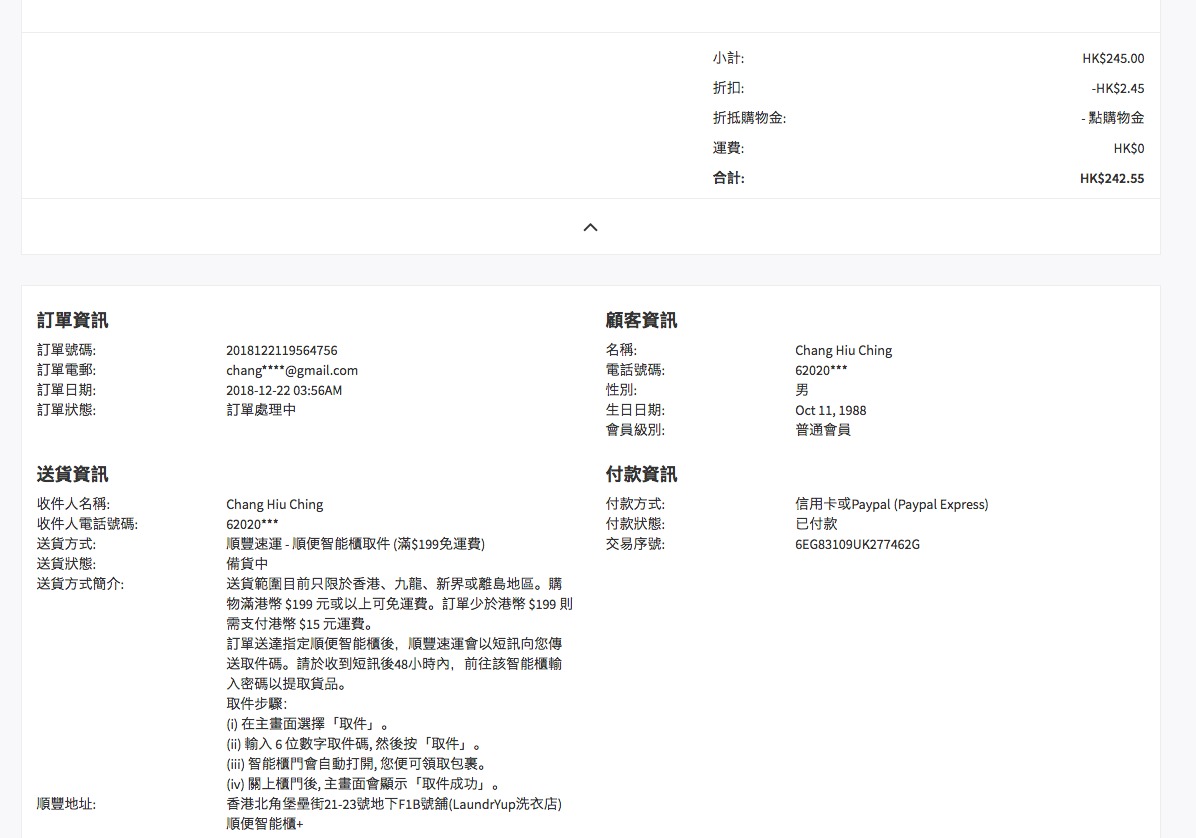 小計: HK$245.00
折扣: -HK$2.45
折抵購物金: - 點購物金
運費: HK$0
合計: HK$242.55
訂單資訊
訂單號碼: 2018122119564756
訂單電郵: chang****@gmail.com
訂單日期: 2018-12-22 03:56AM
訂單狀態: 訂單處理中
顧客資訊
名稱: Chang Hiu Ching
電話號碼: 62020***
性別: 男
生日日期: Oct 11, 1988
會員級別: 普通會員
送貨資訊
收件人名稱: Chang Hiu Ching
收件人電話號碼: 62020***
送貨方式: 順豐速運 - 順便智能櫃取件 (滿$199免運費)
送貨狀態: 備貨中
送貨方式簡介: 送貨範圍目前只限於香港、九龍、新界或離島地區。購
物滿港幣 $199 元或以上可免運費。訂單少於港幣 $199 則
需支付港幣 $15 元運費。
訂單送達指定順便智能櫃後，順豐速運會以短訊向您傳
送取件碼。請於收到短訊後48小時內，前往該智能櫃輸
入密碼以提取貨品。
取件步驟:
(i) 在主畫面選擇「取件」。
(ii) 輸入 6 位數字取件碼, 然後按「取件」。
(iii) 智能櫃門會自動打開, 您便可領取包裹。
(iv) 關上櫃門後, 主畫面會顯示「取件成功」。
順豐地址: 香港北角堡壘街21-23號地下F1B號舖(LaundrYup洗衣店)
順便智能櫃+
付款資訊
付款方式: 信用卡或Paypal (Paypal Express)
付款狀態: 已付款
交易序號: 6EG83109UK277462G